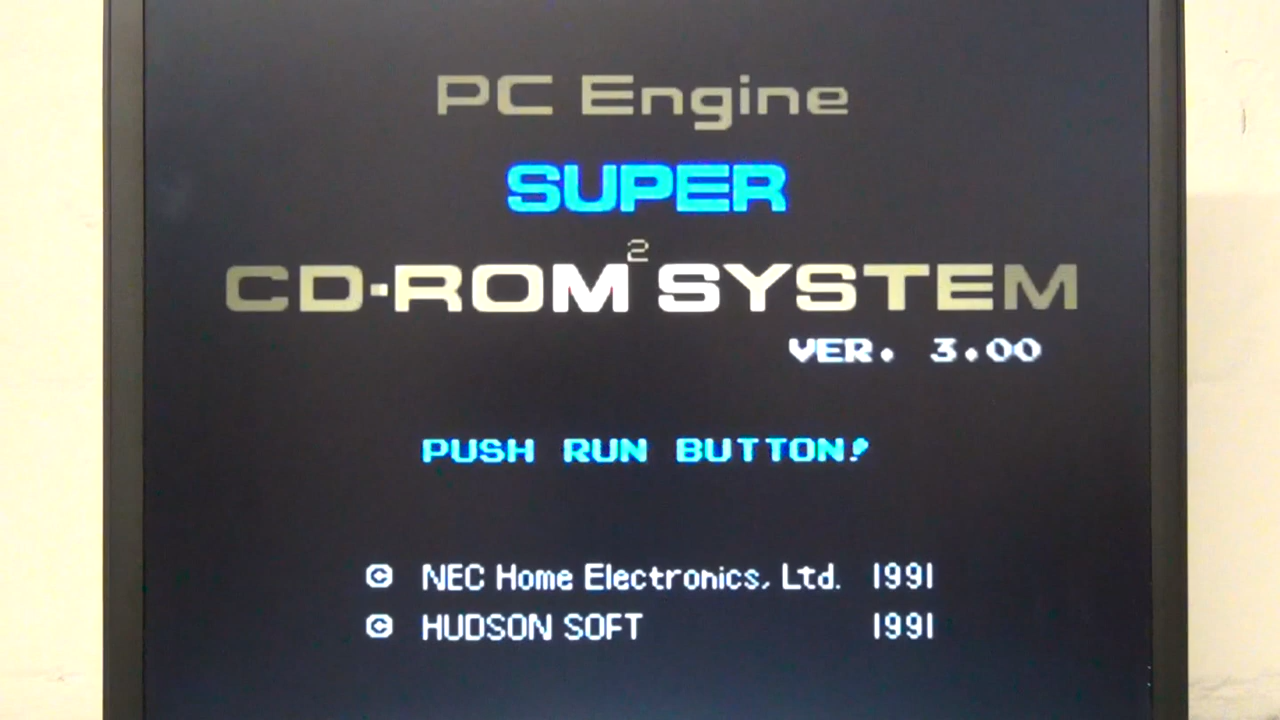 PC Engine
SUPER
CD-ROM² SYSTEM
VER. 3.00
PUSH RUN BUTTON!
© NEC Home Electronics, Ltd. 1991
© HUDSON SOFT 1991